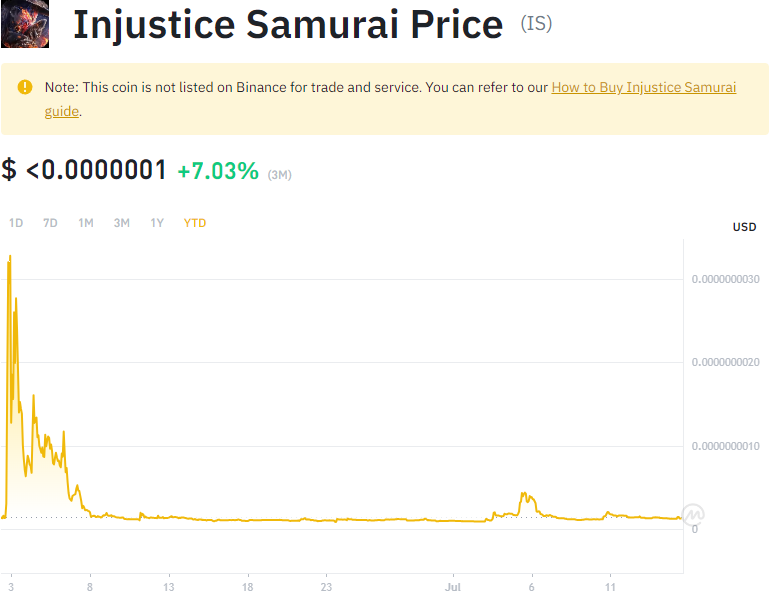 Injustice Samurai Price (IS)
Note: This coin is not listed on Binance for trade and service. You can refer to our How to Buy Injustice Samurai
guide.
$ <0.0000001 +7.03% (3M)
1D 7D 1M 3M 1Y YTD
USD
0.0000000030
0.0000000020
0.0000000010
0
3 8 13 18 23 Jul 6 11